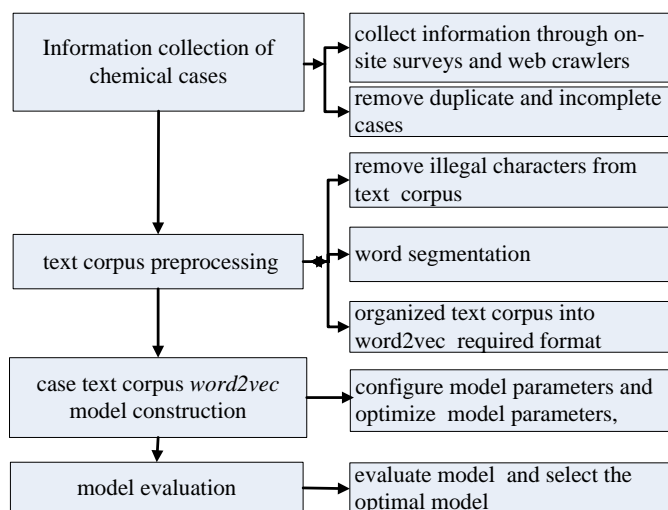 Information collection of
chemical cases
collect information through on-
site surveys and web crawlers
remove duplicate and incomplete
cases
remove illegal characters from
text corpus
text corpus preprocessing
word segmentation
organized text corpus into
word2vec required format
case text corpus word2vec
model construction
configure model parameters and
optimize model parameters,
model evaluation
evaluate model and select the
optimal model